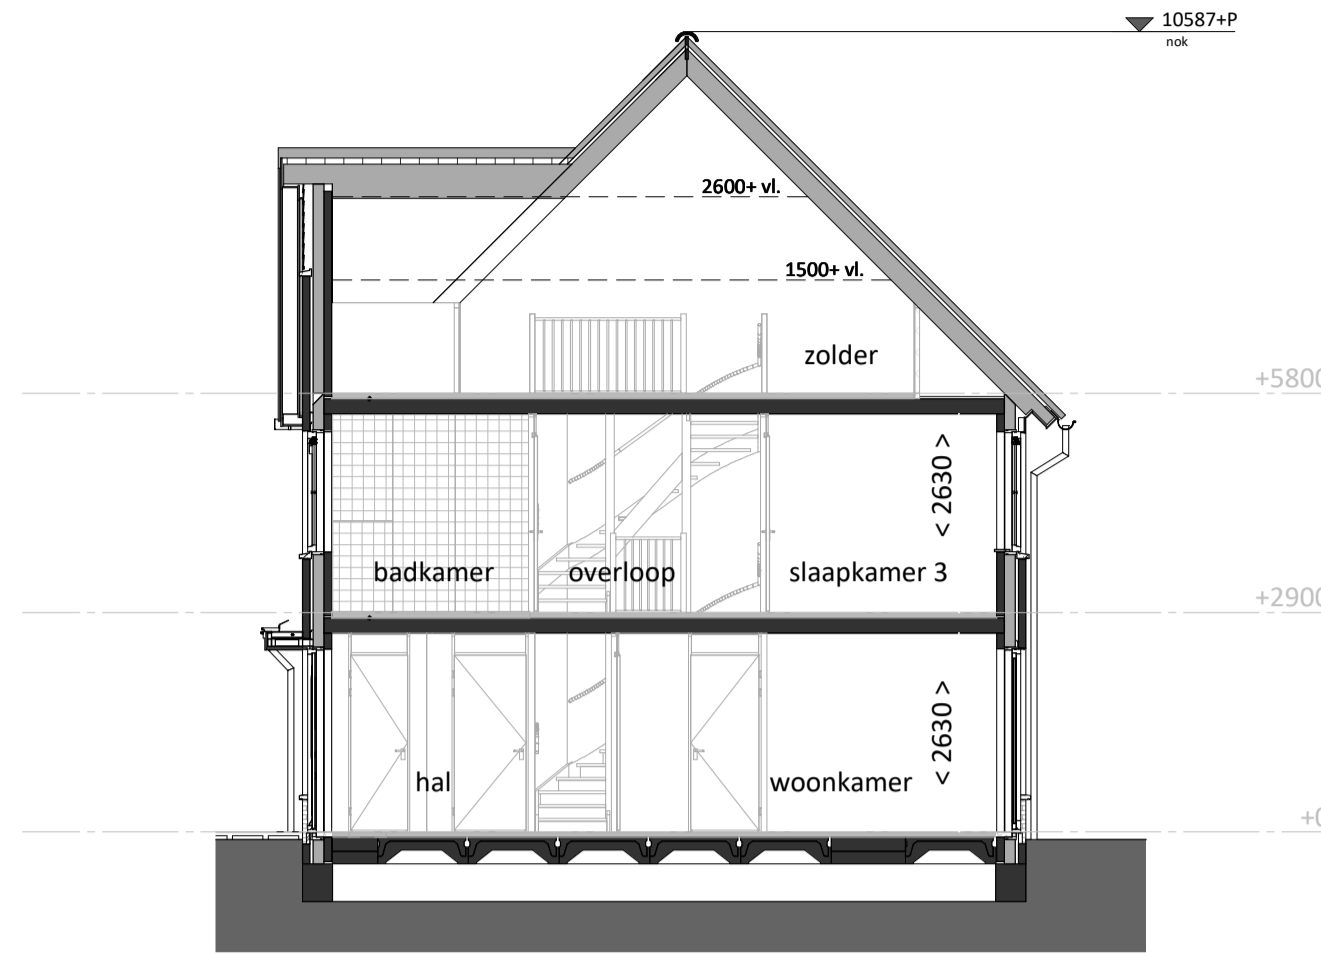 10587+P
nok
2600+ vl.
1500+ vl.
zolder
+5800
< 2630 >
badkamer
overloop
slaapkamer 3
+2900
< 2630 >
hal
woonkamer
+0